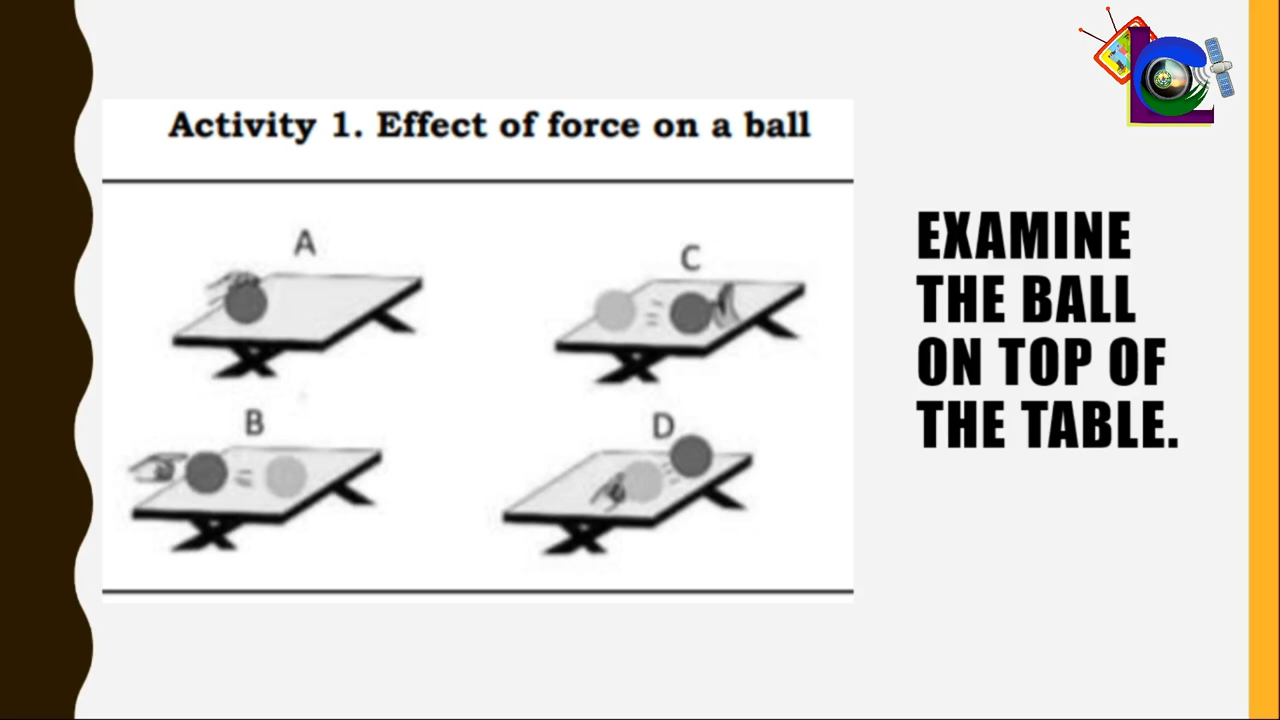 Activity 1. Effect of force on a ball
A
C
B
D
EXAMINE
THE BALL
ON TOP OF
THE TABLE.